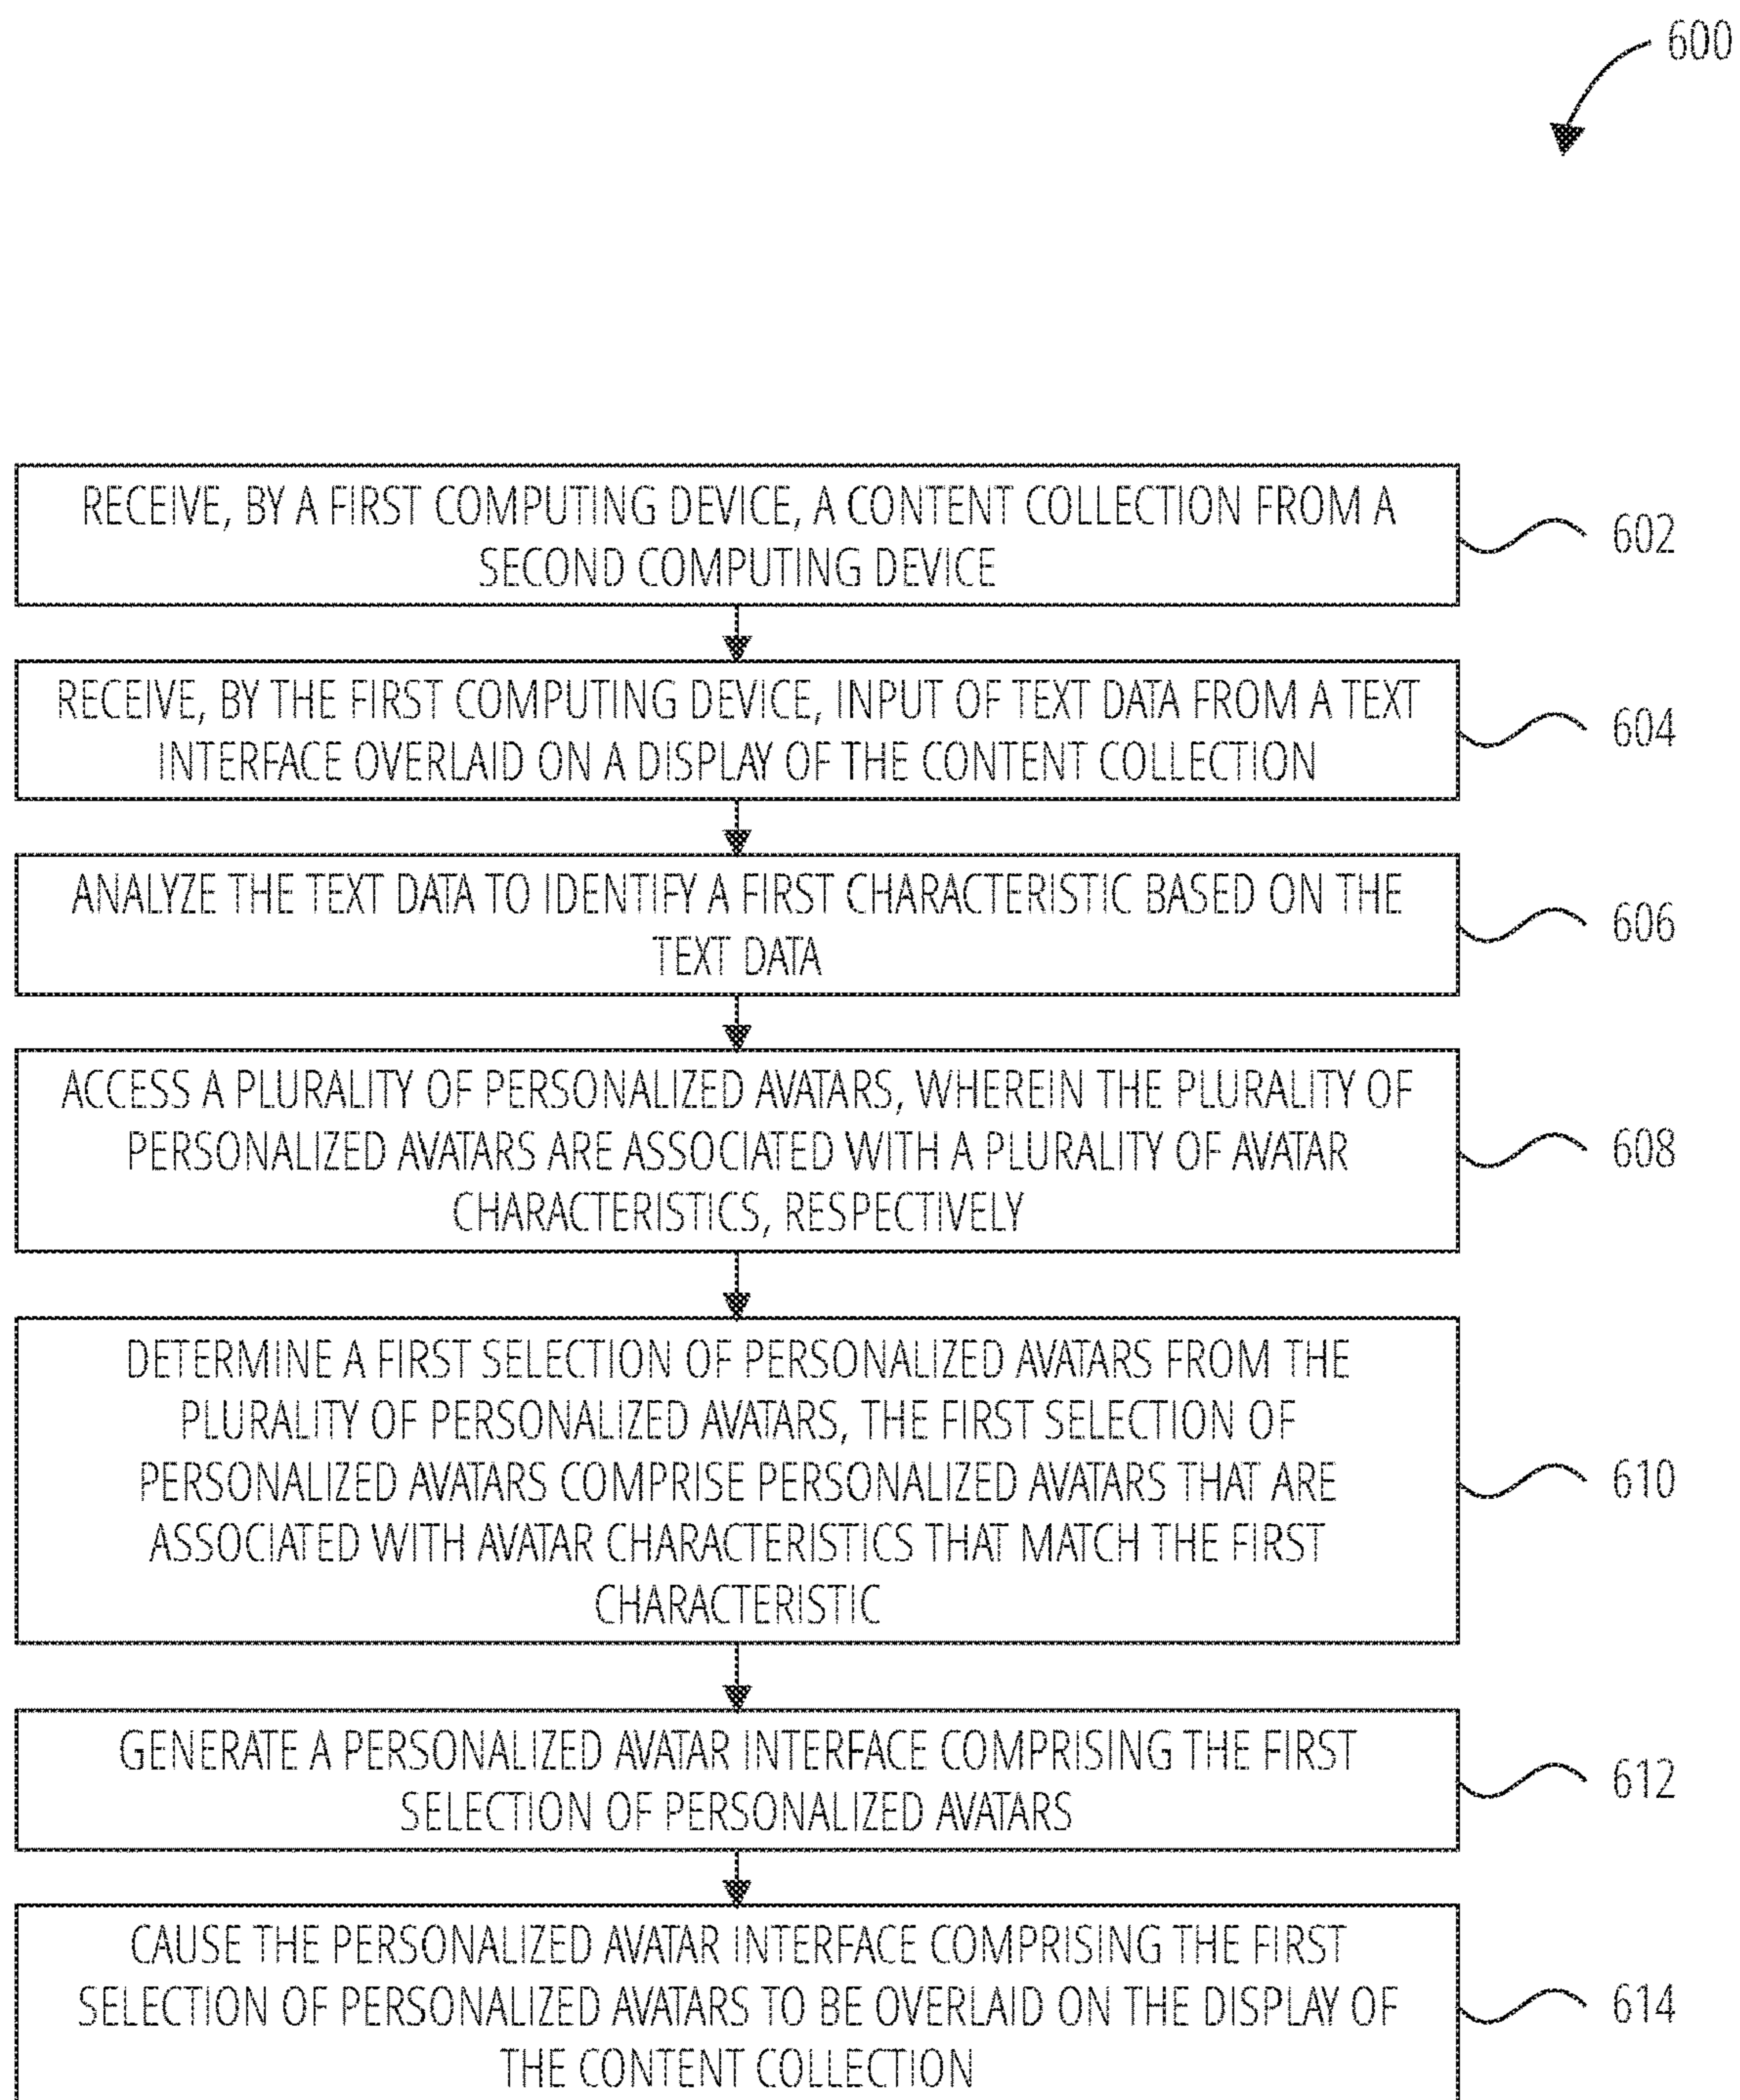 600
RECEIVE, BY A FIRST COMPUTING DEVICE, A CONTENT COLLECTION FROM A
SECOND COMPUTING DEVICE
602
RECEIVE, BY THE FIRST COMPUTING DEVICE, INPUT OF TEXT DATA FROM A TEXT
INTERFACE OVERLAID ON A DISPLAY OF THE CONTENT COLLECTION
604
ANALYZE THE TEXT DATA TO IDENTIFY A FIRST CHARACTERISTIC BASED ON THE
TEXT DATA
606
ACCESS A PLURALITY OF PERSONALIZED AVATARS, WHEREIN THE PLURALITY OF
PERSONALIZED AVATARS ARE ASSOCIATED WITH A PLURALITY OF AVATAR
CHARACTERISTICS, RESPECTIVELY
608
DETERMINE A FIRST SELECTION OF PERSONALIZED AVATARS FROM THE
PLURALITY OF PERSONALIZED AVATARS, THE FIRST SELECTION OF
PERSONALIZED AVATARS COMPRISE PERSONALIZED AVATARS THAT ARE
ASSOCIATED WITH AVATAR CHARACTERISTICS THAT MATCH THE FIRST
CHARACTERISTIC
610
GENERATE A PERSONALIZED AVATAR INTERFACE COMPRISING THE FIRST
SELECTION OF PERSONALIZED AVATARS
612
CAUSE THE PERSONALIZED AVATAR INTERFACE COMPRISING THE FIRST
SELECTION OF PERSONALIZED AVATARS TO BE OVERLAID ON THE DISPLAY OF
THE CONTENT COLLECTION
614